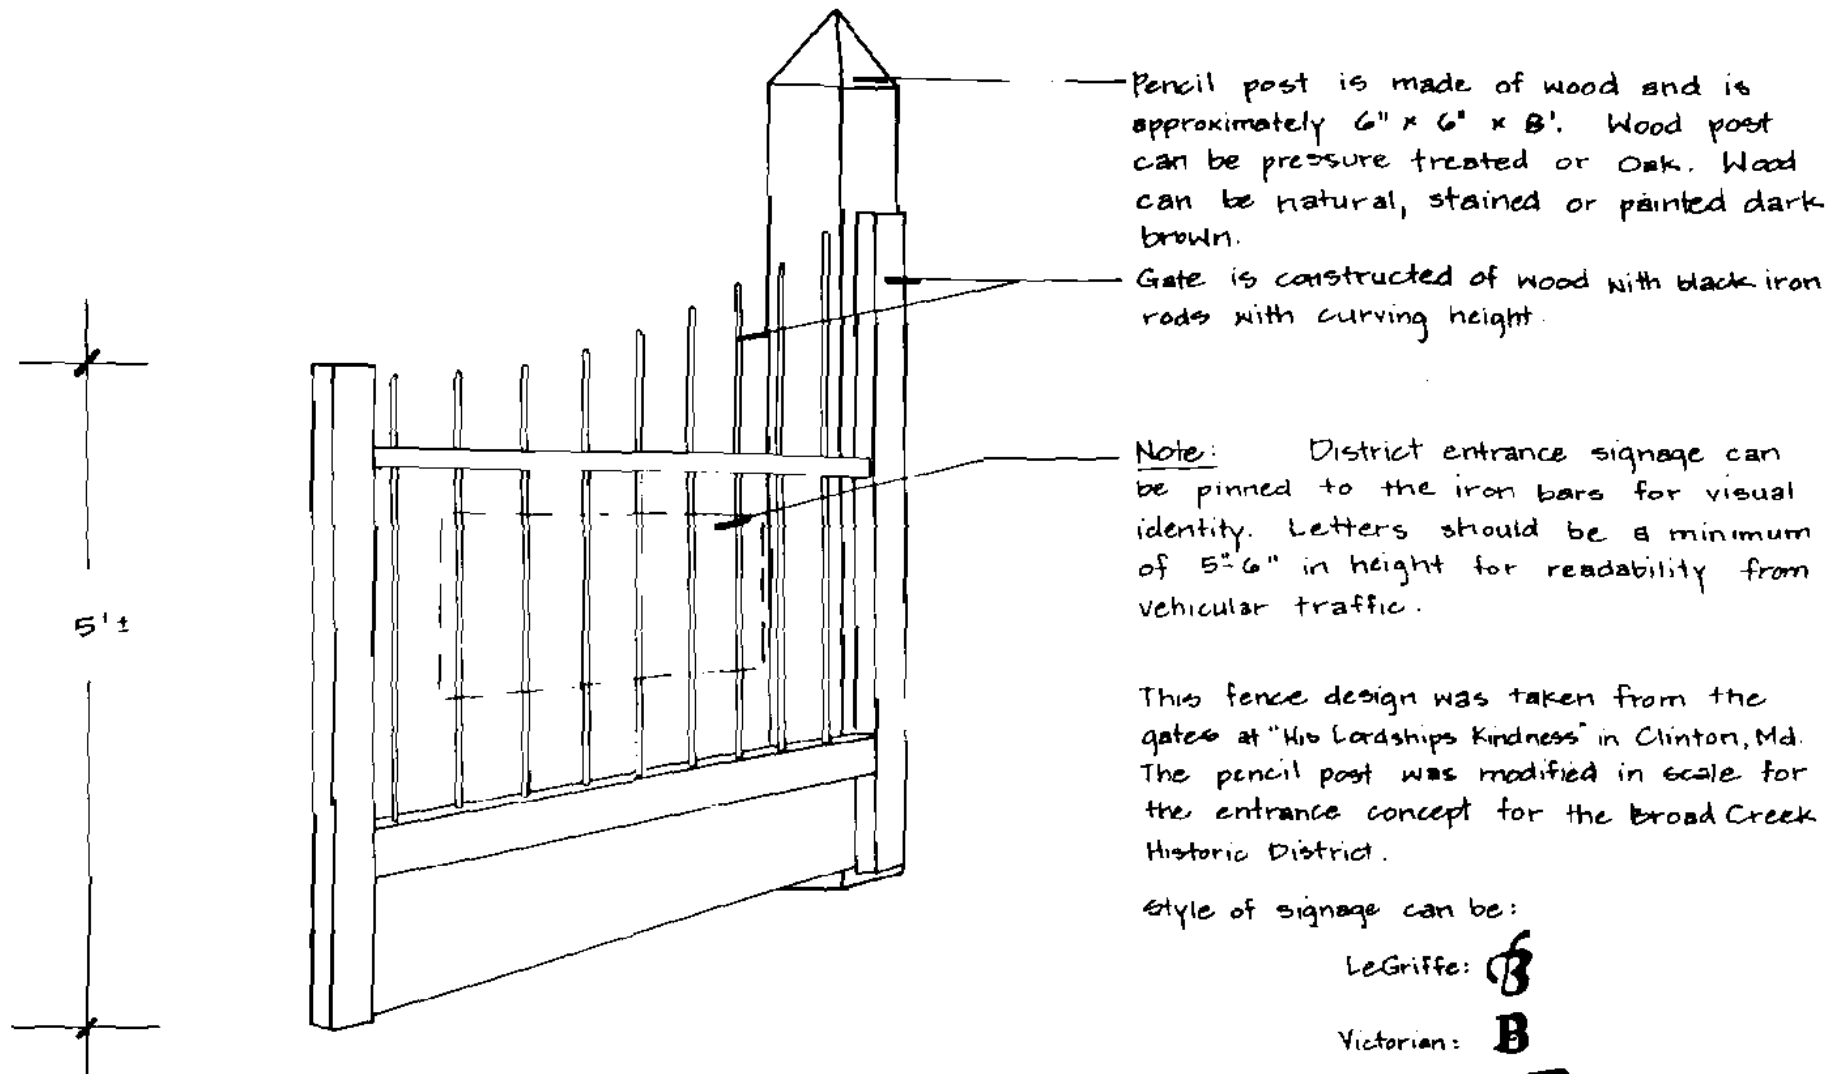 Pencil post is made of wood and is
approximately 6" x 6" x 8'. Wood post
can be pressure treated or Oak. Wood
can be natural, stained or painted dark
brown.
Gate is constructed of wood with black iron
rods with curving height.
Note: District entrance signage can
be pinned to the iron bars for visual
identity. Letters should be a minimum
of 5"-6" in height for readability from
vehicular traffic.
5'±
This fence design was taken from the
gates at "His Lordships Kindness" in Clinton, Md.
The pencil post was modified in scale for
the entrance concept for the Broad Creek
Historic District.
Style of signage can be:
LeGriffe: B
Victorian: B